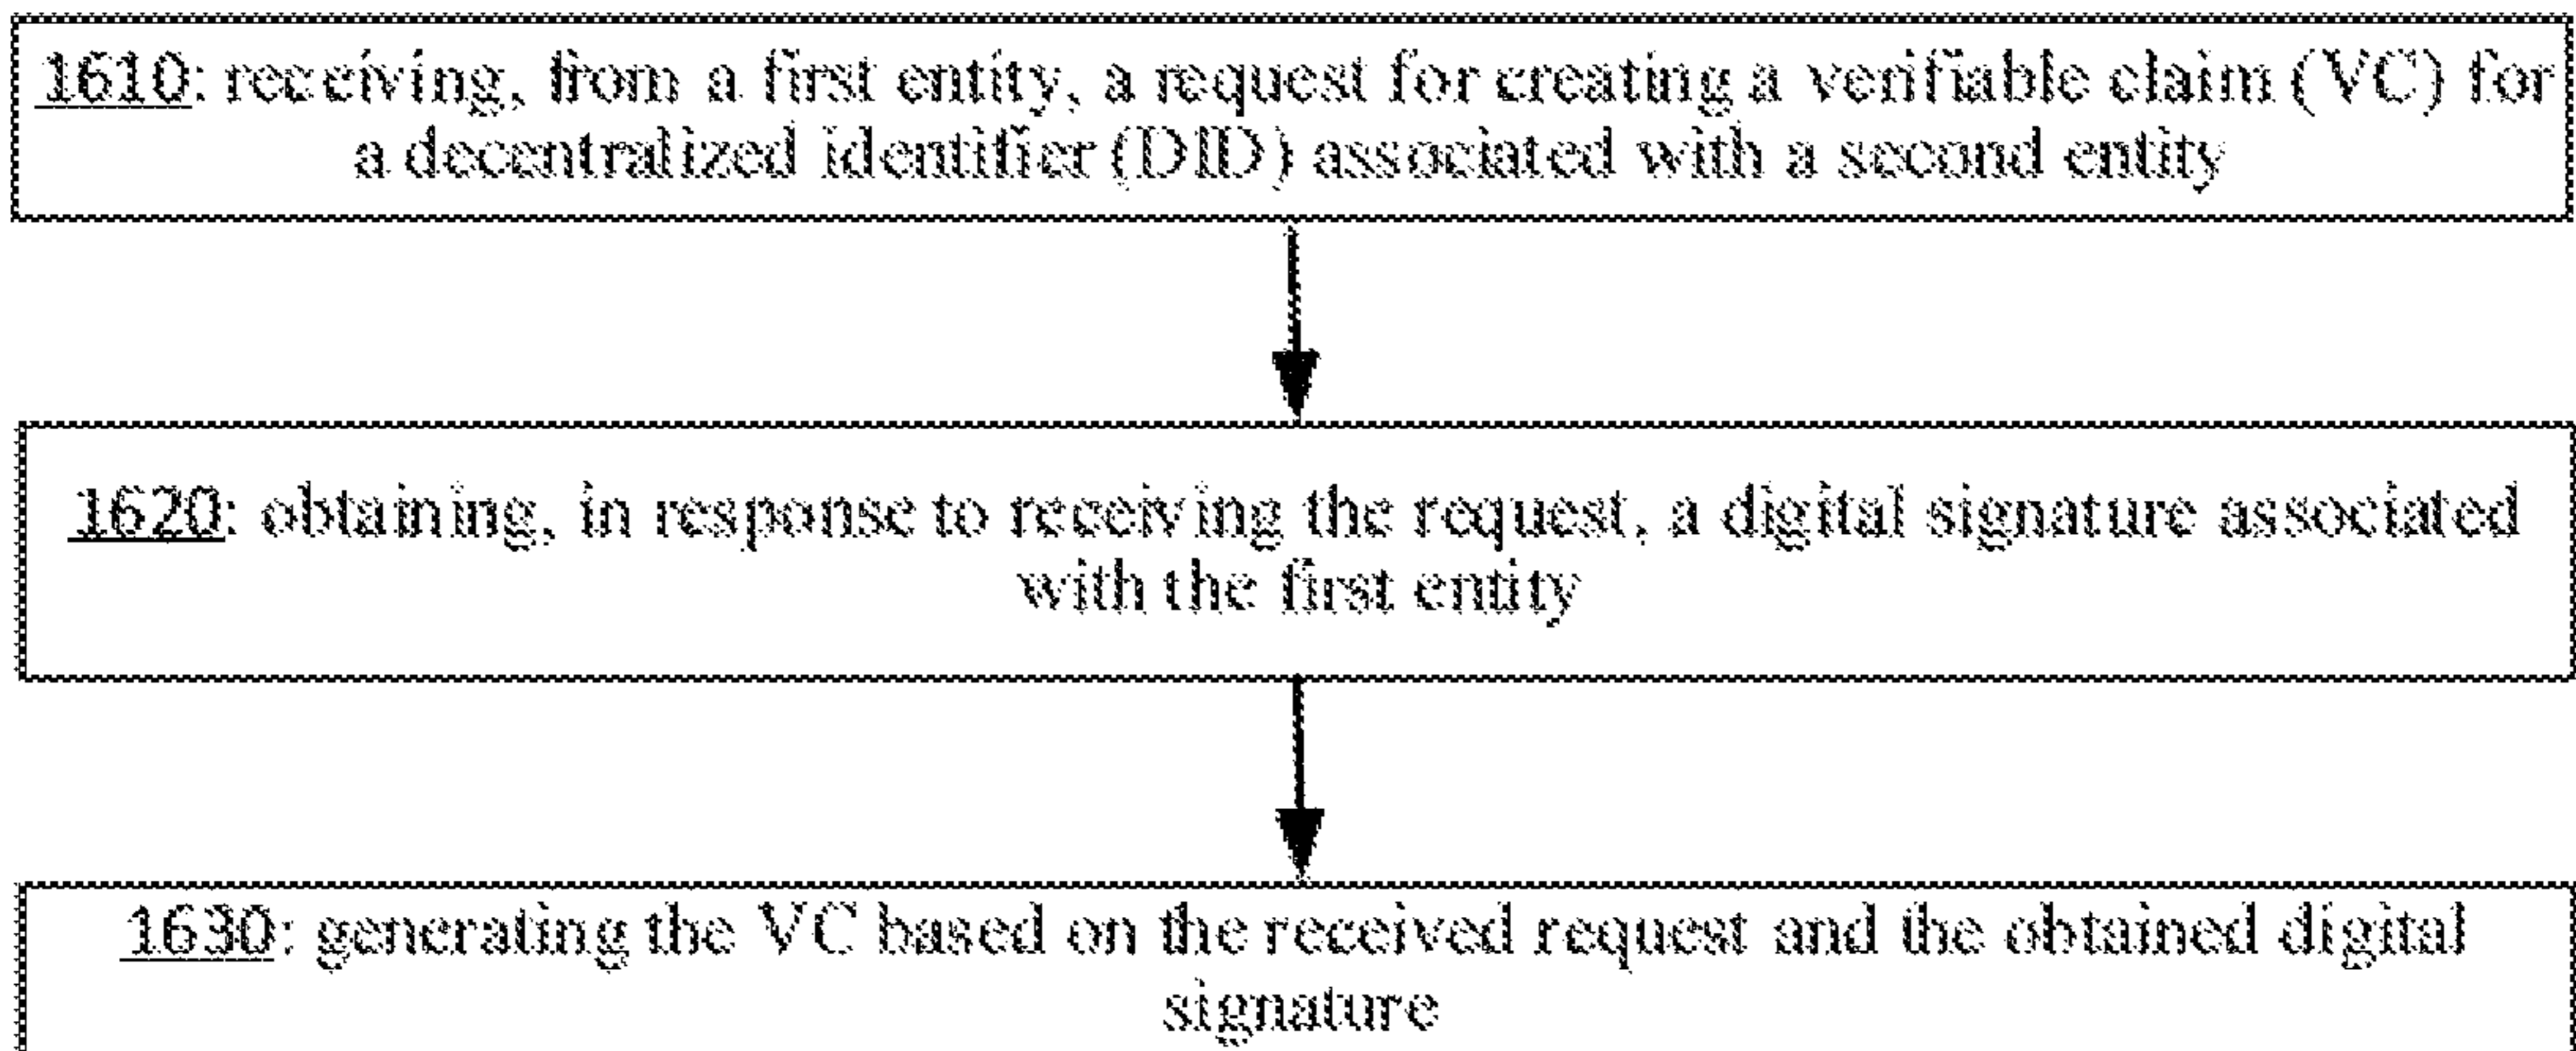 1610: receiving, from a first entity, a request for creating a verifiable claim (VC) for
a decentralized identifier (DID) associated with a second entity
1620: obtaining, in response to receiving the request, a digital signature associated
with the first entity
1630: generating the VC based on the received request and the obtained digital
signature